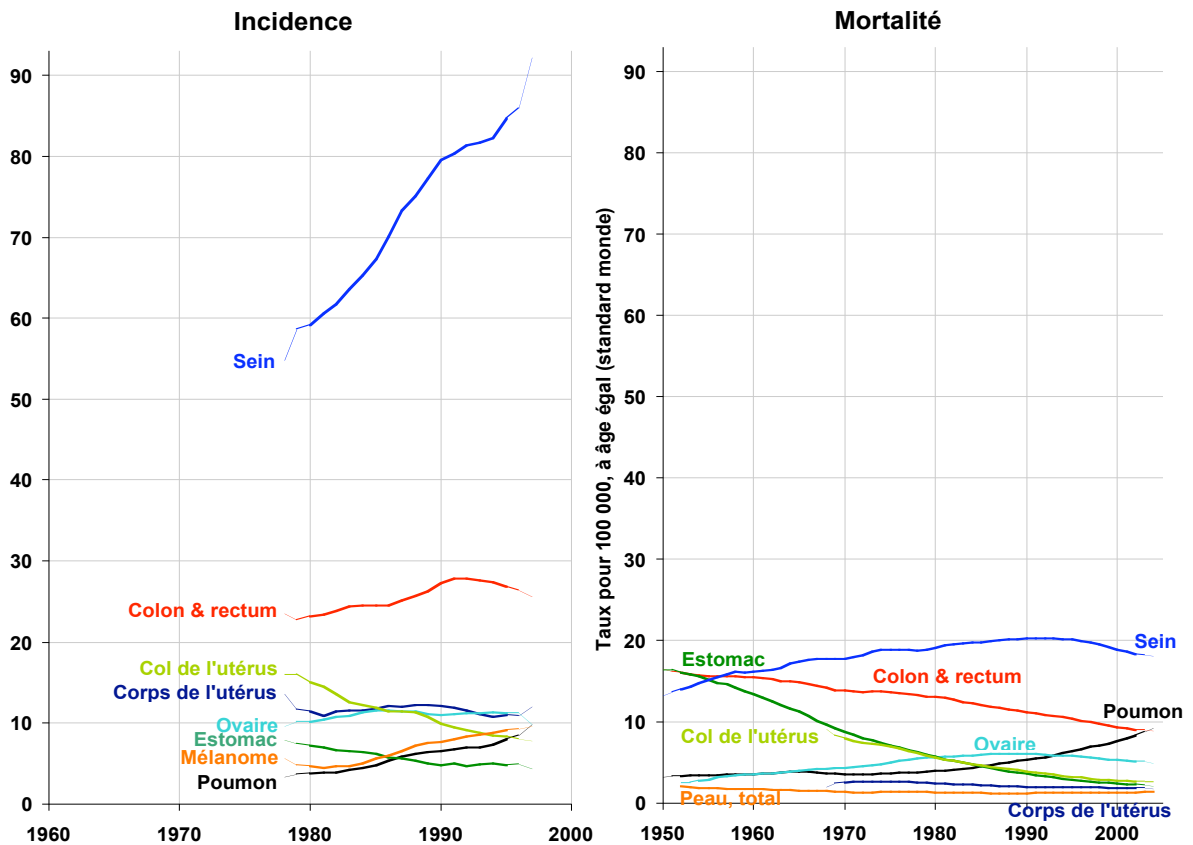 Incidence
90
80
70
60
50
40
30
20
10
0
Sein
Colon & rectum
Col de l'utérus
Corps de l'utérus
Ovaire
Estomac
Mélanome
Poumon
1960
1970
1980
1990
2000
Mortalité
Taux pour 100 000, à âge égal (standard monde)
90
80
70
60
50
40
30
20
10
0
Sein
Estomac
Colon & rectum
Poumon
Col de l'utérus
Ovaire
Peau, total
Corps de l'utérus
1950
1960
1970
1980
1990
2000